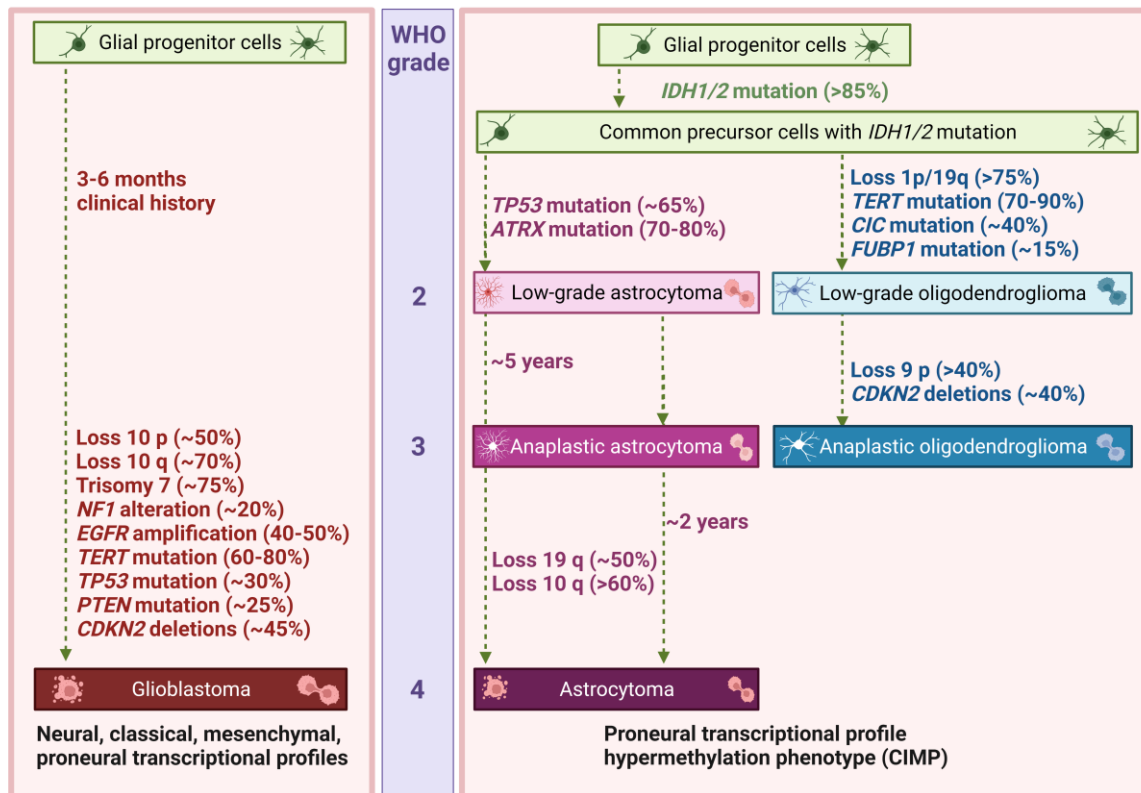 Glial progenitor cells
3-6 months
clinical history
Loss 10 p (~50%)
Loss 10 q (~70%)
Trisomy 7 (~75%)
NF1 alteration (~20%)
EGFR amplification (40-50%)
TERT mutation (60-80%)
TP53 mutation (~30%)
PTEN mutation (~25%)
CDKN2 deletions (~45%)
Glioblastoma
Neural, classical, mesenchymal,
proneural transcriptional profiles
WHO
grade
2
3
4
Glial progenitor cells
IDH1/2 mutation (>85%)
Common precursor cells with IDH1/2 mutation
TP53 mutation (~65%)
ATRX mutation (70-80%)
Loss 1p/19q (>75%)
TERT mutation (70-90%)
CIC mutation (~40%)
FUBP1 mutation (~15%)
Low-grade astrocytoma
Low-grade oligodendroglioma
~5 years
Loss 9 p (>40%)
CDKN2 deletions (~40%)
Anaplastic astrocytoma
Anaplastic oligodendroglioma
~2 years
Loss 19 q (~50%)
Loss 10 q (>60%)
Astrocytoma
Proneural transcriptional profile
hypermethylation phenotype (CIMP)